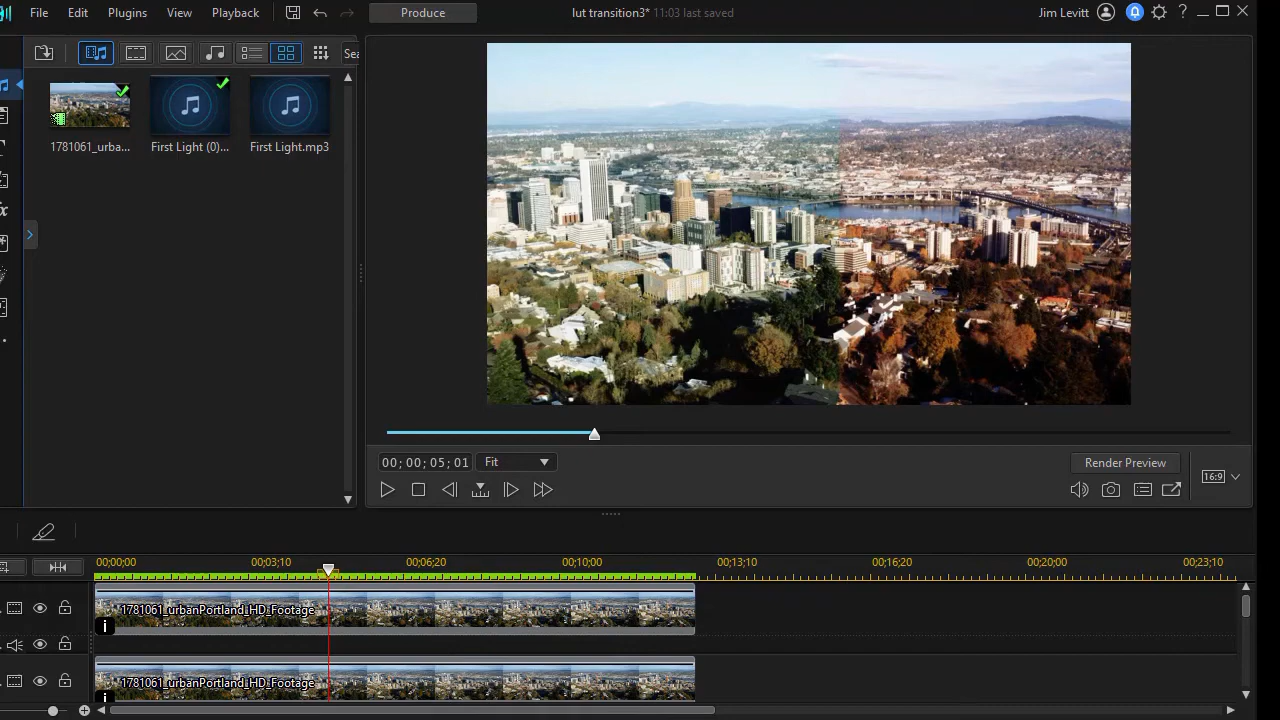 File Edit Plugins View Playback Produce lut transition3* 11:03 last saved Jim Levitt
Sea
1781061_urba... First Light (0)... First Light.mp3
00; 00; 05; 01 Fit Render Preview
16:9
00;00;00 00;03;10 00;06;20 00;10;00 00;13;10 00;16;20 00;20;00 00;23;10
1781061_urbanPortland_HD_Footage
1781061_urbanPortland_HD_Footage